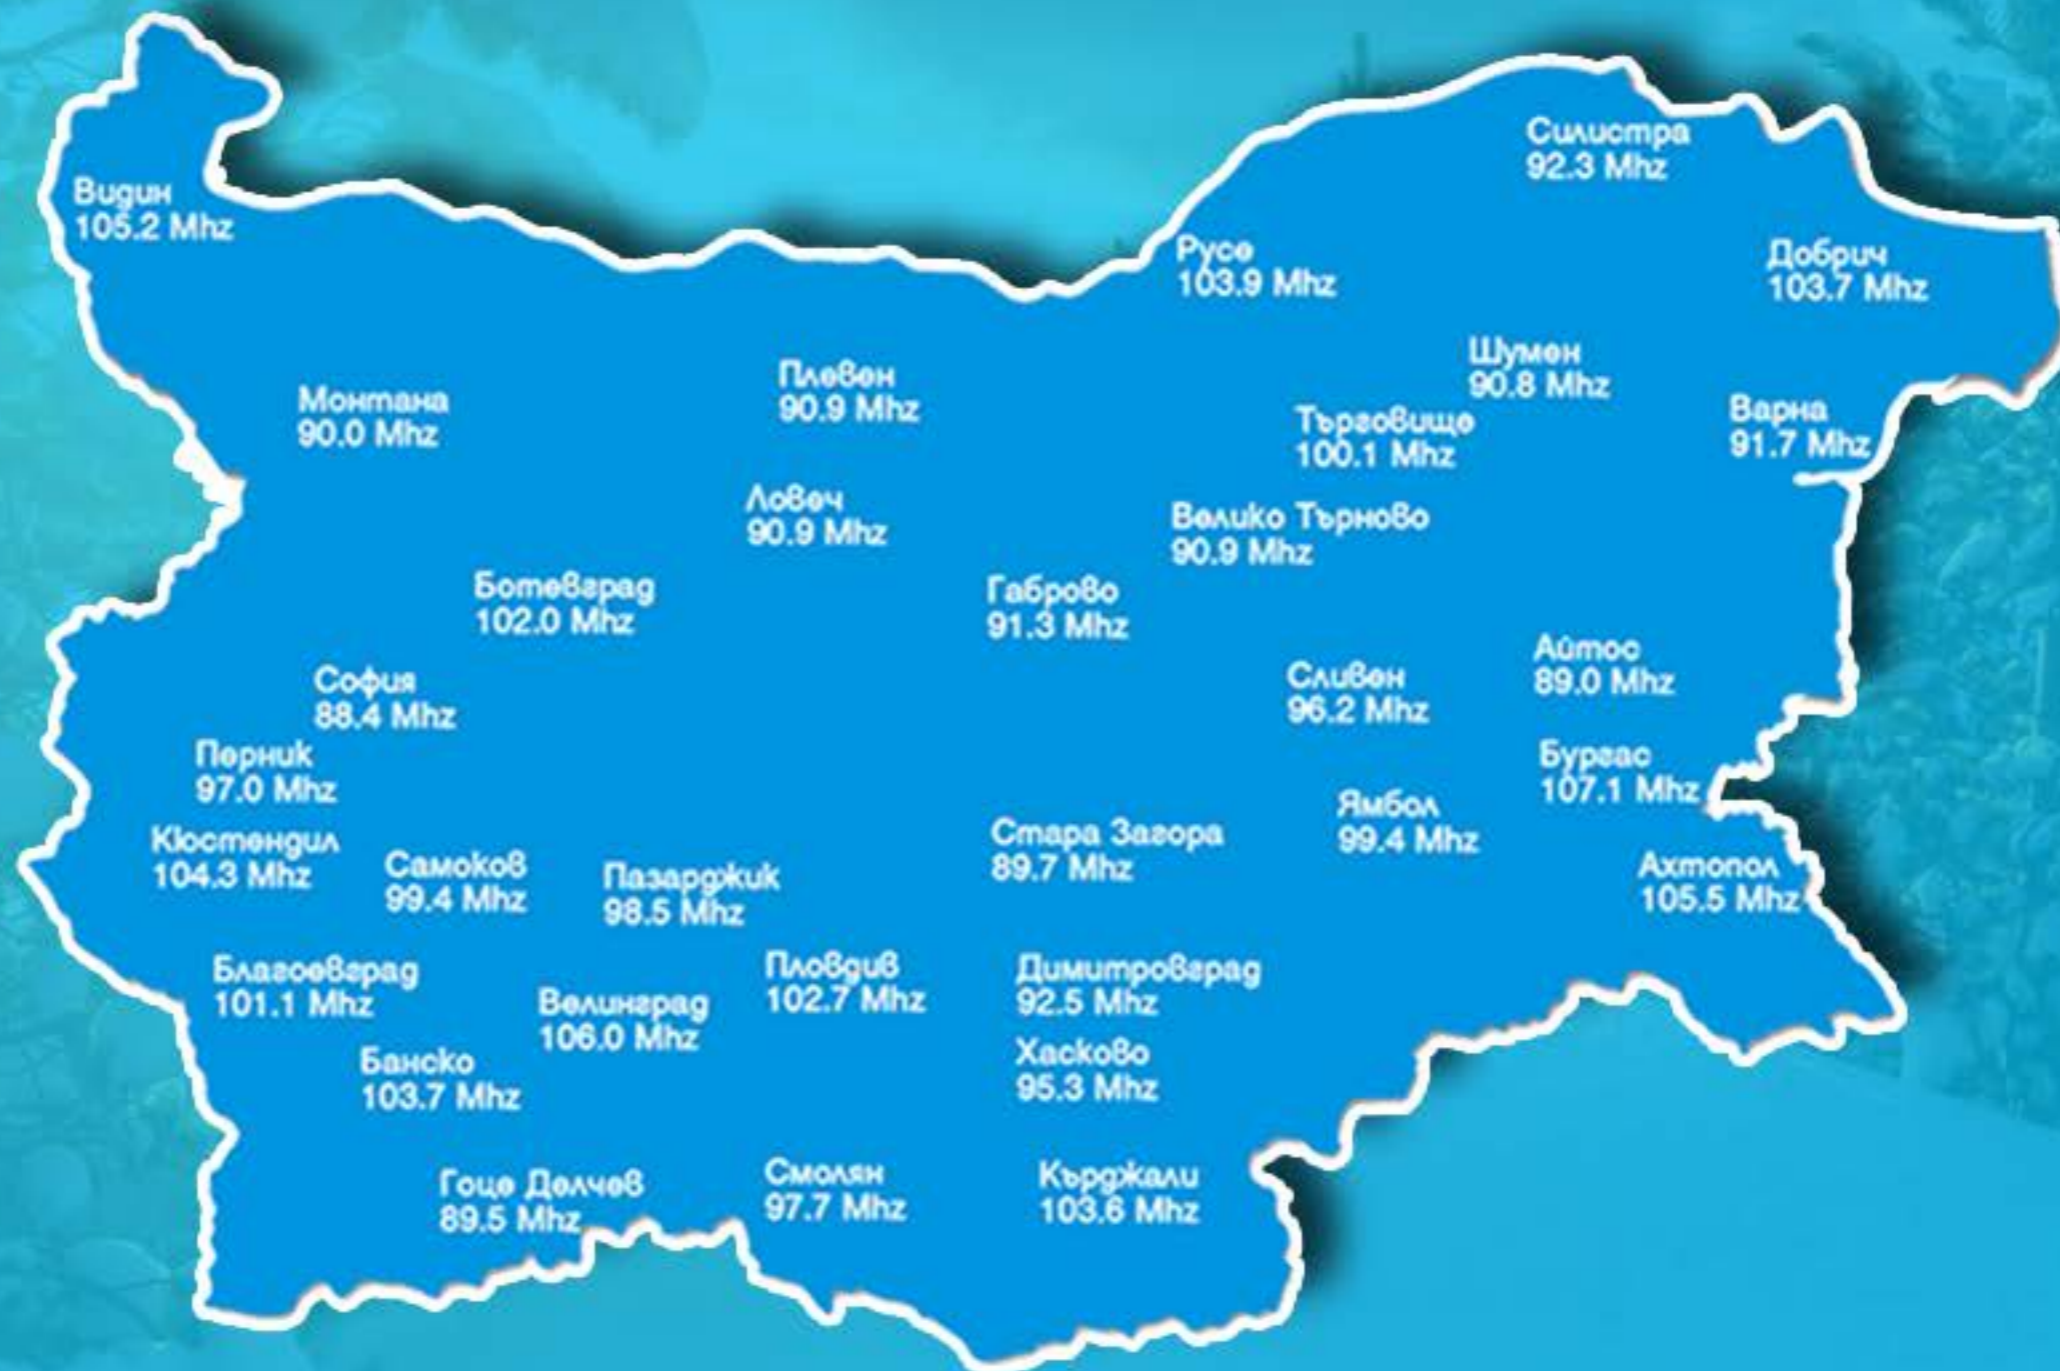 Силистра
92.3 Mhz
Видин
105.2 Mhz
Русе
103.9 Mhz
Добрич
103.7 Mhz
Шумен
90.8 Mhz
Плевен
90.9 Mhz
Монтана
90.0 Mhz
Варна
91.7 Mhz
Търговище
100.1 Mhz
Ловеч
90.9 Mhz
Велико Търново
90.9 Mhz
Ботевград
102.0 Mhz
Габрово
91.3 Mhz
Айтос
89.0 Mhz
София
88.4 Mhz
Сливен
96.2 Mhz
Перник
97.0 Mhz
Бургас
107.1 Mhz
Ямбол
99.4 Mhz
Стара Загора
89.7 Mhz
Кюстендил
104.3 Mhz
Самоков
99.4 Mhz
Пазарджик
98.5 Mhz
Ахтопол
105.5 Mhz
Благоевград
101.1 Mhz
Пловдив
102.7 Mhz
Димитровград
92.5 Mhz
Велинград
106.0 Mhz
Банско
103.7 Mhz
Хасково
95.3 Mhz
Гоце Делчев
89.5 Mhz
Смолян
97.7 Mhz
Кърджали
103.6 Mhz